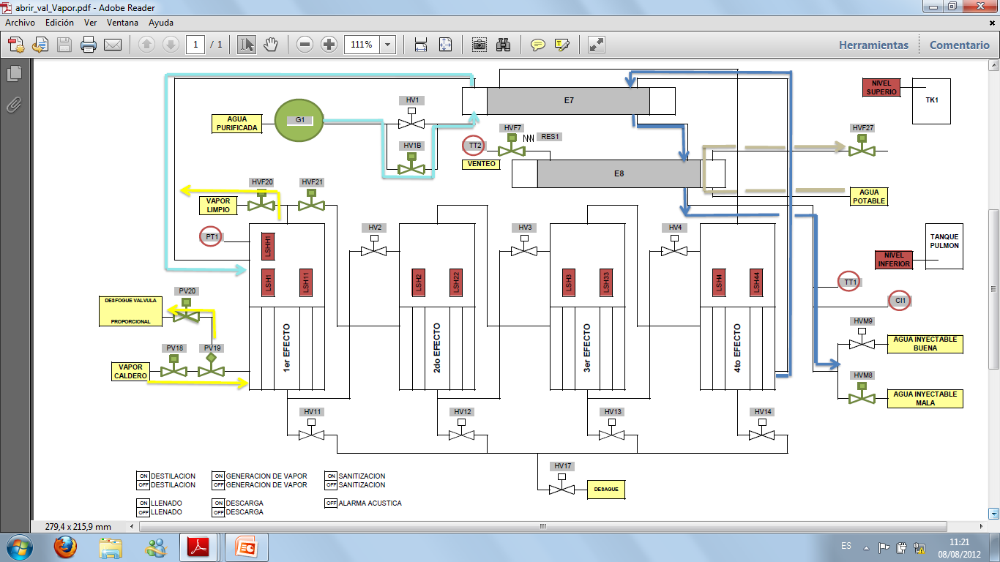 abrir_val_Vapor.pdf - Adobe Reader
Archivo Edición Ver Ventana Ayuda
1 / 1
111%
Herramientas Comentario
E7
NIVEL
SUPERIO
TK1
HV1
AGUA
PURIFICADA
G1
HVF7
RES1
HVF27
HV1B
TT2
VENTEO
E8
HVF20
HVF21
AGUA
POTABLE
VAPOR
LIMPIO
HV2
HV3
HV4
PT1
LSHH1
TANQUE
PULMON
NIVEL
INFERIOR
LSH1
LSH11
LSH2
LSH22
LSH3
LSH33
LSH4
LSH44
TT1
PV20
DESFOGUE VALVULA
PROPORCIONAL
CI1
HVM9
1er EFECTO
2do EFECTO
3er EFECTO
4to EFECTO
AGUA INYECTABLE
BUENA
PV18
PV19
VAPOR
CALDERO
HVM8
AGUA INYECTABLE
MALA
HV11
HV12
HV13
HV14
HV17
DESAGUE
ON DESTILACION
OFF DESTILACION
ON GENERACION DE VAPOR
OFF GENERACION DE VAPOR
ON SANITIZACION
OFF SANITIZACION
ON LLENADO
OFF LLENADO
ON DESCARGA
OFF DESCARGA
OFF ALARMA ACUSTICA
279,4 x 215,9 mm
ES
11:21
08/08/2012